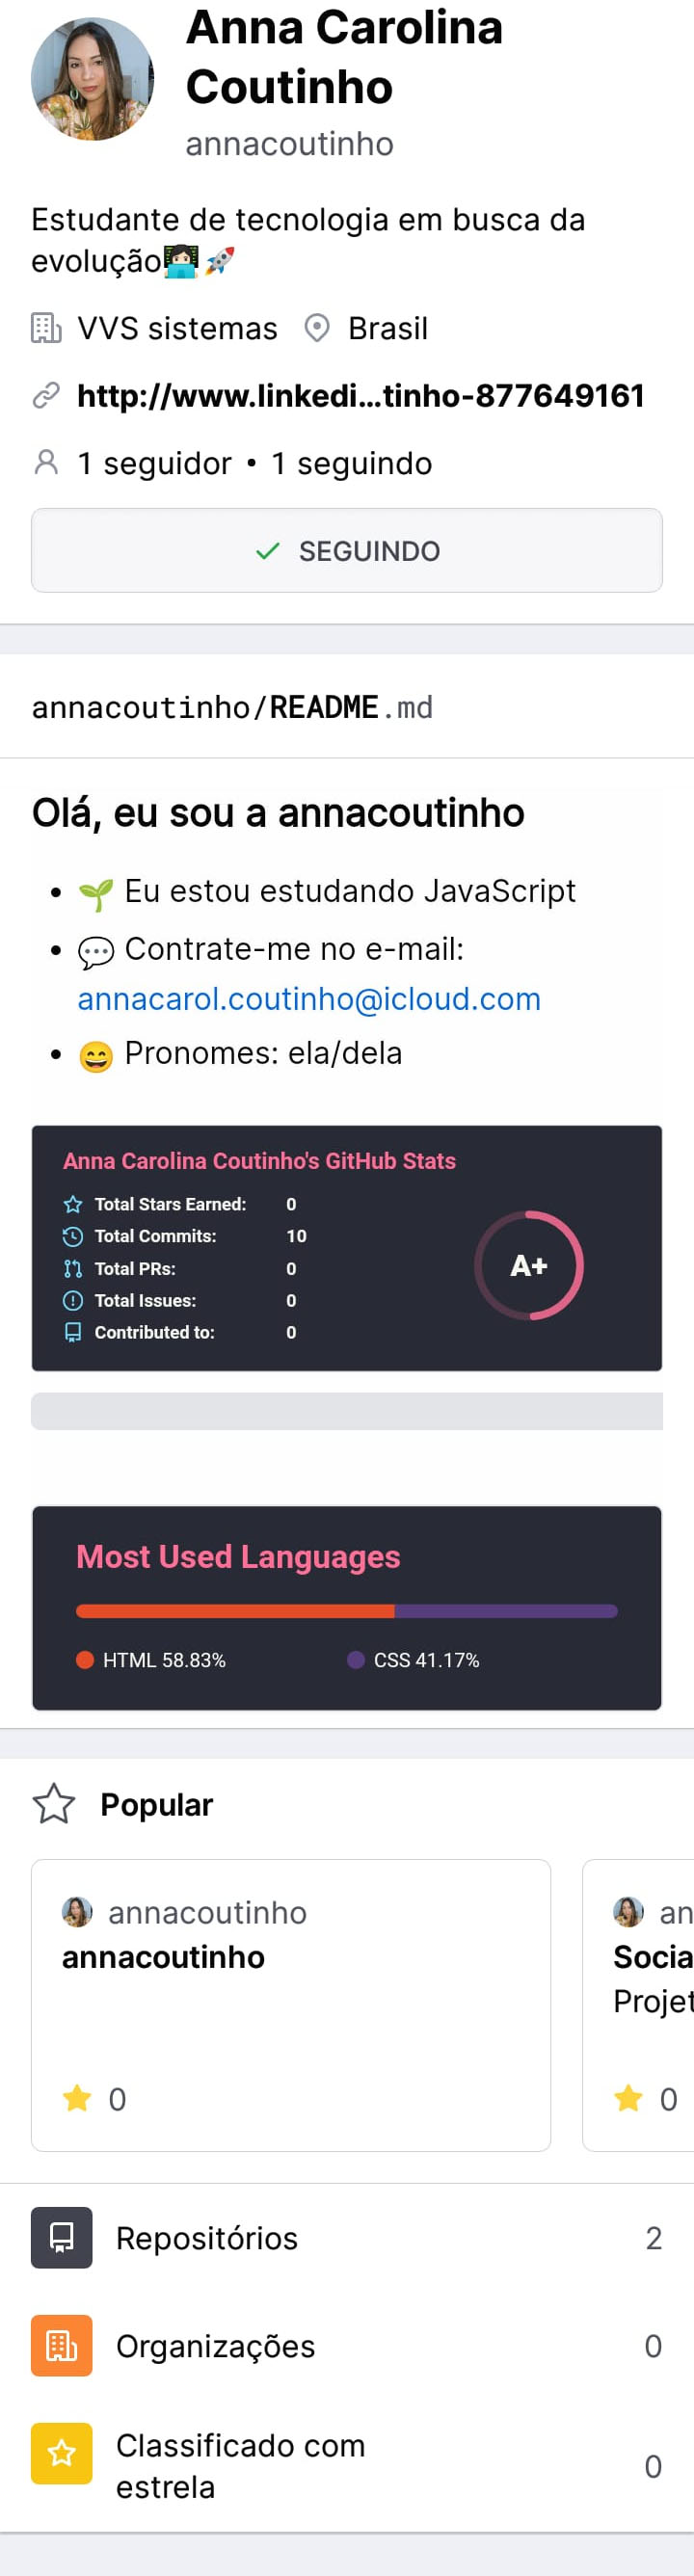 Anna Carolina
Coutinho
annacoutinho
Estudante de tecnologia em busca da
evolução👩🏻‍💻🚀
VVS sistemas Brasil
http://www.linkedi...tinho-877649161
1 seguidor • 1 seguindo
SEGUINDO
annacoutinho/README.md
Olá, eu sou a annacoutinho
• 🌱 Eu estou estudando JavaScript
• 💬 Contrate-me no e-mail:
annacarol.coutinho@icloud.com
• 😄 Pronomes: ela/dela
Anna Carolina Coutinho's GitHub Stats
Total Stars Earned: 0
Total Commits: 10
Total PRs: 0
Total Issues: 0
Contributed to: 0
A+
Most Used Languages
HTML 58.83% CSS 41.17%
Popular
annacoutinho an
annacoutinho Socia
Projet
0 0
Repositórios 2
Organizações 0
Classificado com
estrela 0